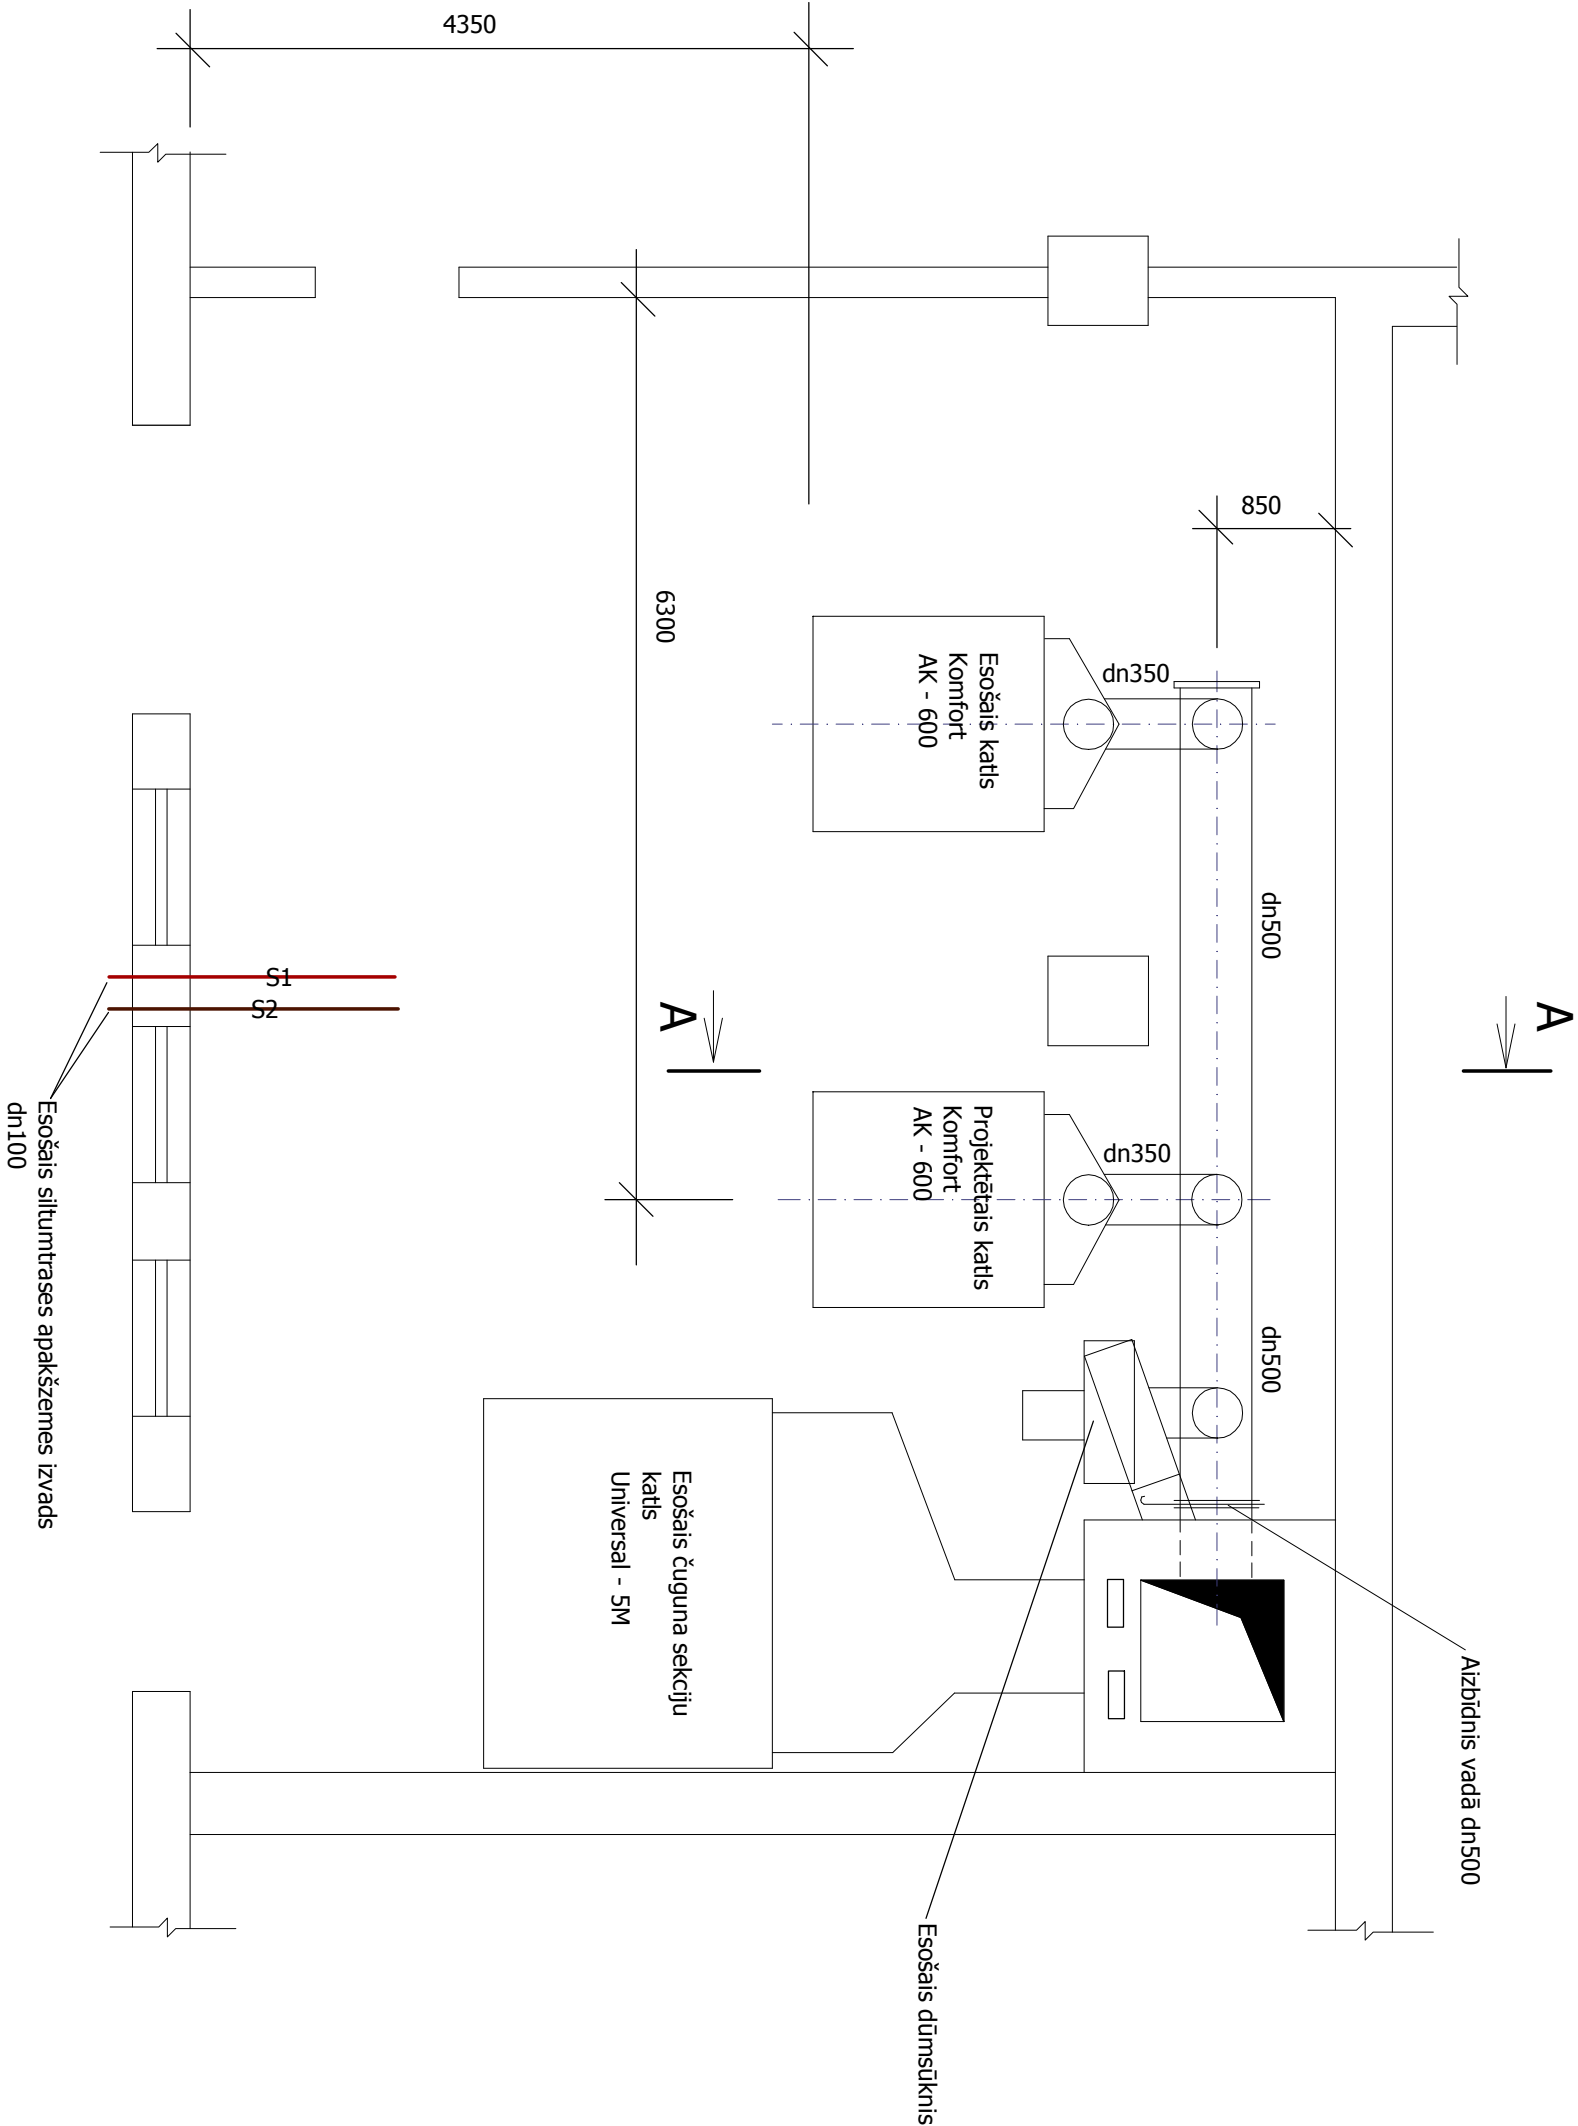 4350
850
6300
Esošais katls
Komfort
AK - 600
dn350
dn500
S1
S2
A
A
Projektētais katls
Komfort
AK - 600
dn350
dn500
Esošais siltumtrases apakšzemes izvads
dn100
Esošais čuguna sekciju
katls
Universal - 5M
Aizbīdnis vadā dn500
Esošais dūmsūknis